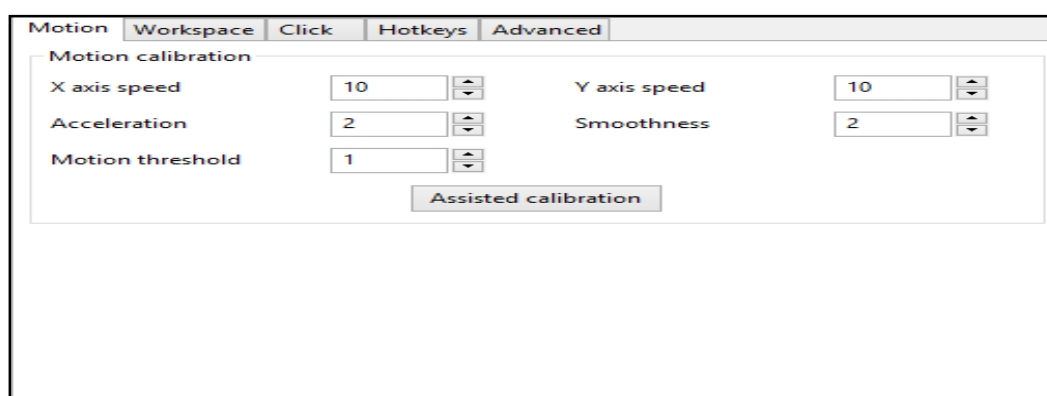 Motion Workspace Click Hotkeys Advanced
Motion calibration
X axis speed 10 Y axis speed 10
Acceleration 2 Smoothness 2
Motion threshold 1
Assisted calibration